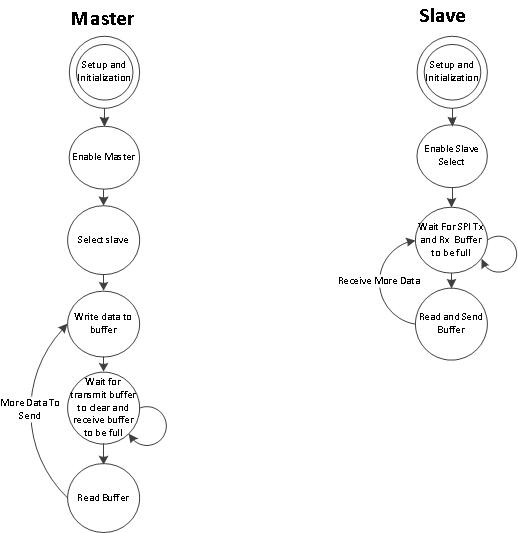 Master
Setup and
Initialization
Enable Master
Select slave
Write data to
buffer
Wait for
transmit buffer
to clear and
receive buffer
to be full
More Data To
Send
Read Buffer
Slave
Setup and
Initialization
Enable Slave
Select
Wait For SPI Tx
and Rx Buffer
to be full
Receive More Data
Read and Send
Buffer